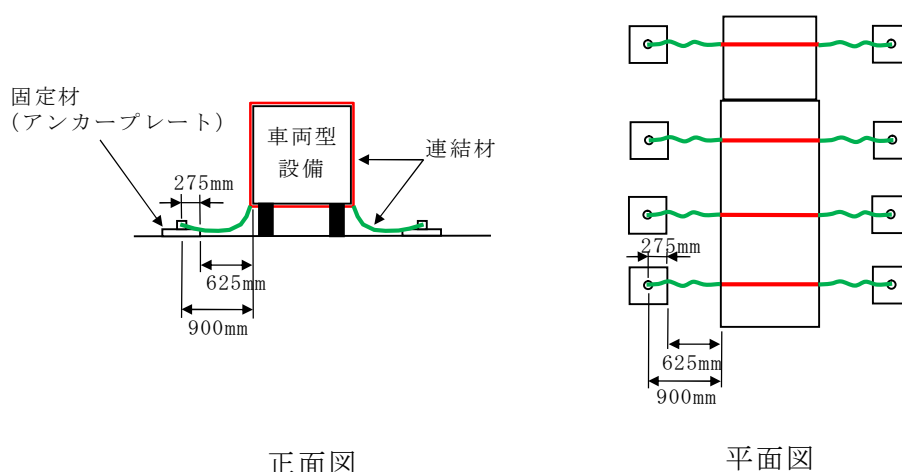 固定材
(アンカープレート)
車両型
設備
連結材
275mm
625mm
900mm
正面図
275mm
625mm
900mm
平面図